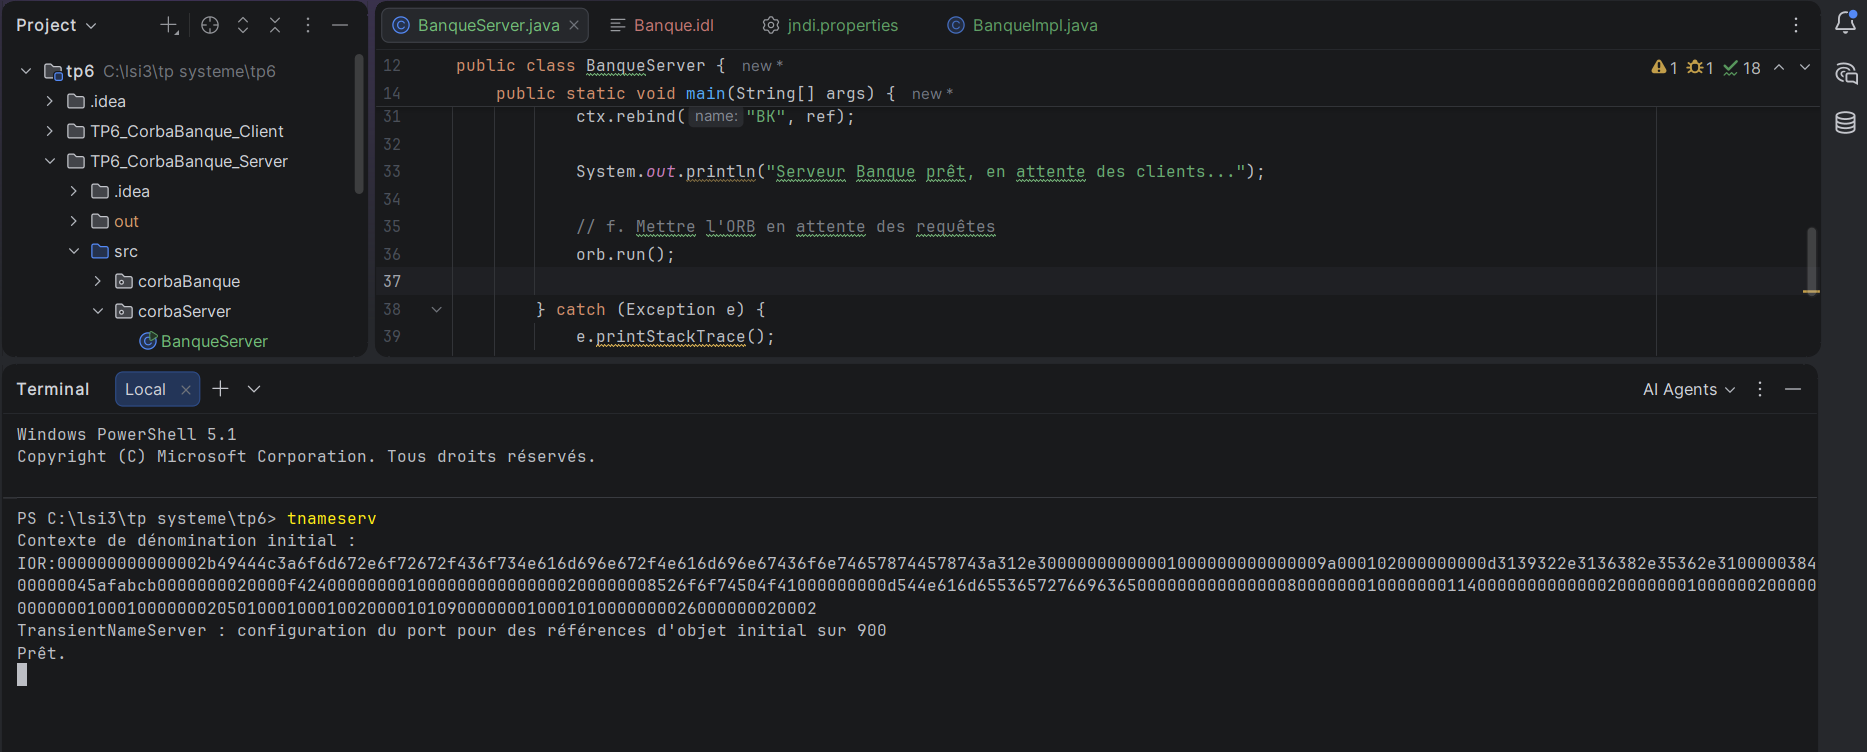 Project
tp6 C:\lsi3\tp systeme\tp6
.idea
TP6_CorbaBanque_Client
TP6_CorbaBanque_Server
.idea
out
src
corbaBanque
corbaServer
BanqueServer
BanqueServer.java
Banque.idl
jndi.properties
BanqueImpl.java
12 public class BanqueServer { new *
1 1 18
14 public static void main(String[] args) { new *
31 ctx.rebind( name: "BK", ref);
32
33 System.out.println("Serveur Banque prêt, en attente des clients...");
34
35 // f. Mettre l'ORB en attente des requêtes
36 orb.run();
37
38 } catch (Exception e) {
39 e.printStackTrace();
Terminal Local AI Agents
Windows PowerShell 5.1
Copyright (C) Microsoft Corporation. Tous droits réservés.
PS C:\lsi3\tp systeme\tp6> tnameserv
Contexte de dénomination initial :
TransientNameServer : configuration du port pour des références d'objet initial sur 900
Prêt.